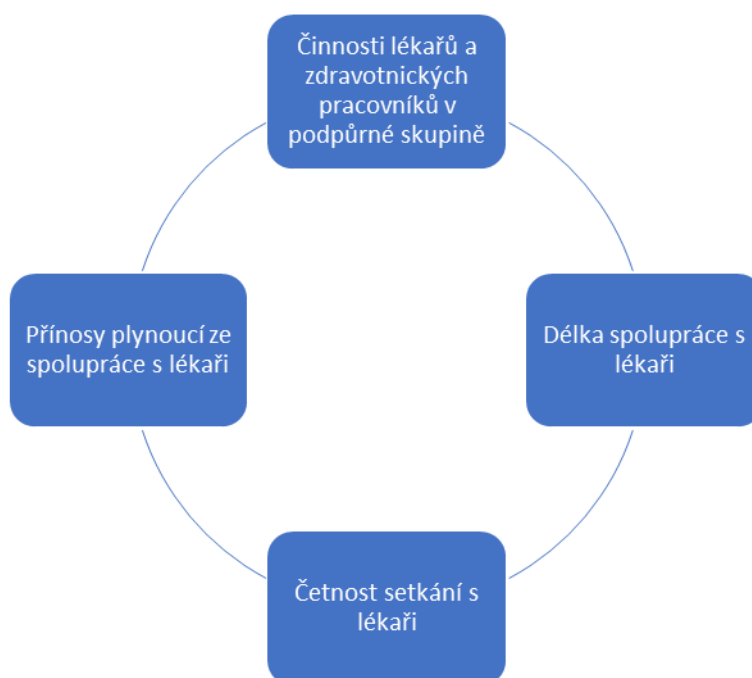 Činnosti lékařů a
zdravotnických
pracovníků v
podpůrné skupině
Přínosy plynoucí ze
spolupráce s lékaři
Délka spolupráce s
lékaři
Četnost setkání s
lékaři